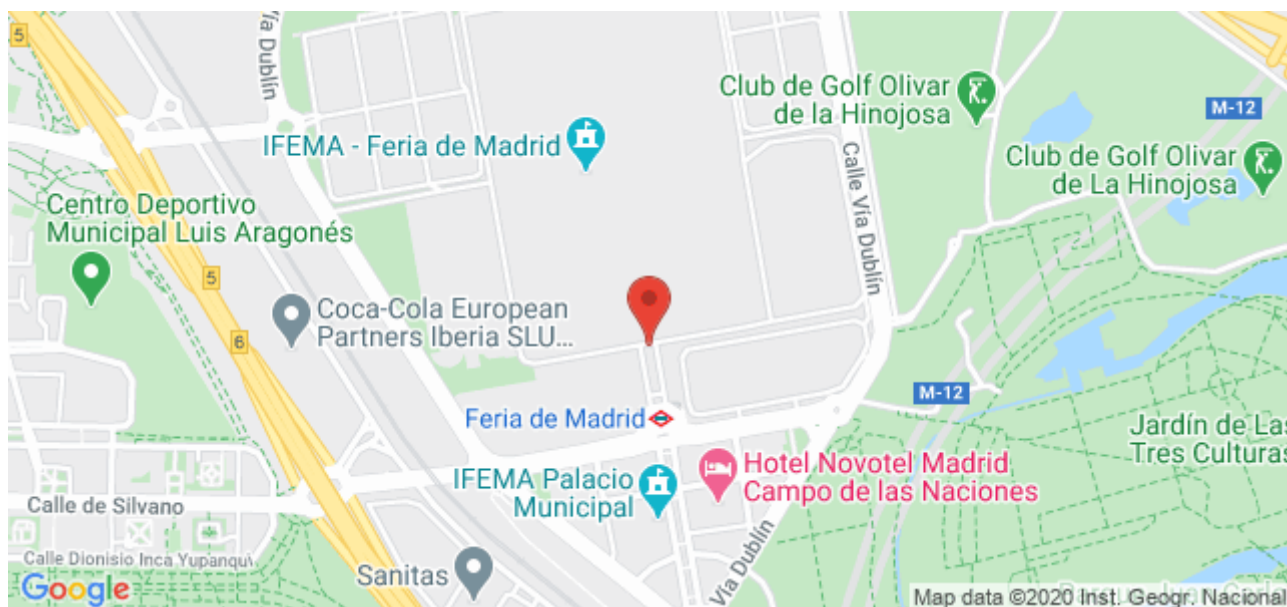 5
Vía Dublín
Club de Golf Olivar
de la Hinojosa
M-12
IFEMA - Feria de Madrid
Calle Vía Dublín
Club de Golf Olivar
de La Hinojosa
Centro Deportivo
Municipal Luis Aragonés
5
Coca-Cola European
Partners Iberia SLU...
6
M-12
Feria de Madrid
Jardín de Las
Tres Culturas
Hotel Novotel Madrid
Campo de las Naciones
IFEMA Palacio
Municipal
Calle de Silvano
Vía Dublín
Calle Dionisio Inca Yupanqui
Sanitas
Google
Map data ©2020 Inst. Geogr. Nacional